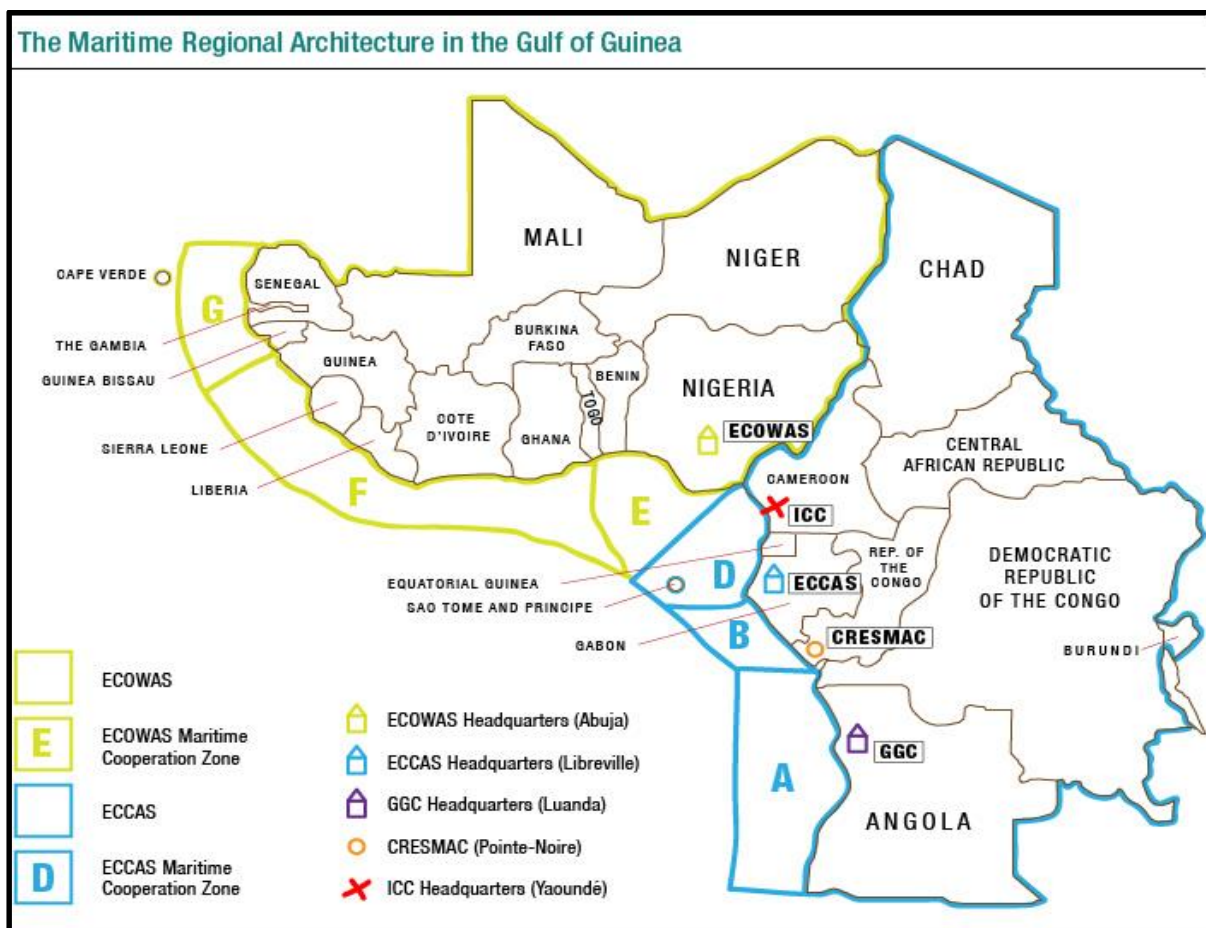 The Maritime Regional Architecture in the Gulf of Guinea
MALI
NIGER
CHAD
CAPE VERDE
SENEGAL
G
THE GAMBIA
GUINEA BISSAU
GUINEA
BURKINA
FASO
BENIN
NIGERIA
TOGO
COTE
D'IVOIRE
GHANA
ECOWAS
SIERRA LEONE
LIBERIA
F
E
CENTRAL
AFRICAN REPUBLIC
CAMEROON
ICC
D
EQUATORIAL GUINEA
SAO TOME AND PRINCIPE
ECCAS
REP. OF
THE
CONGO
DEMOCRATIC
REPUBLIC
OF THE CONGO
B
GABON
CRESMAC
BURUNDI
A
GGC
ANGOLA
ECOWAS
E
ECOWAS Maritime
Cooperation Zone
ECCAS
D
ECCAS Maritime
Cooperation Zone
ECOWAS Headquarters (Abuja)
ECCAS Headquarters (Libreville)
GGC Headquarters (Luanda)
CRESMAC (Pointe-Noire)
ICC Headquarters (Yaoundé)